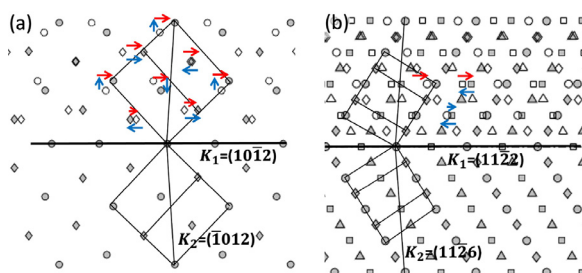 (a)
K₁=(101̅2)
K₂=(1̅012)
(b)
K₁=(112̅2)
K₂=(112̅6)